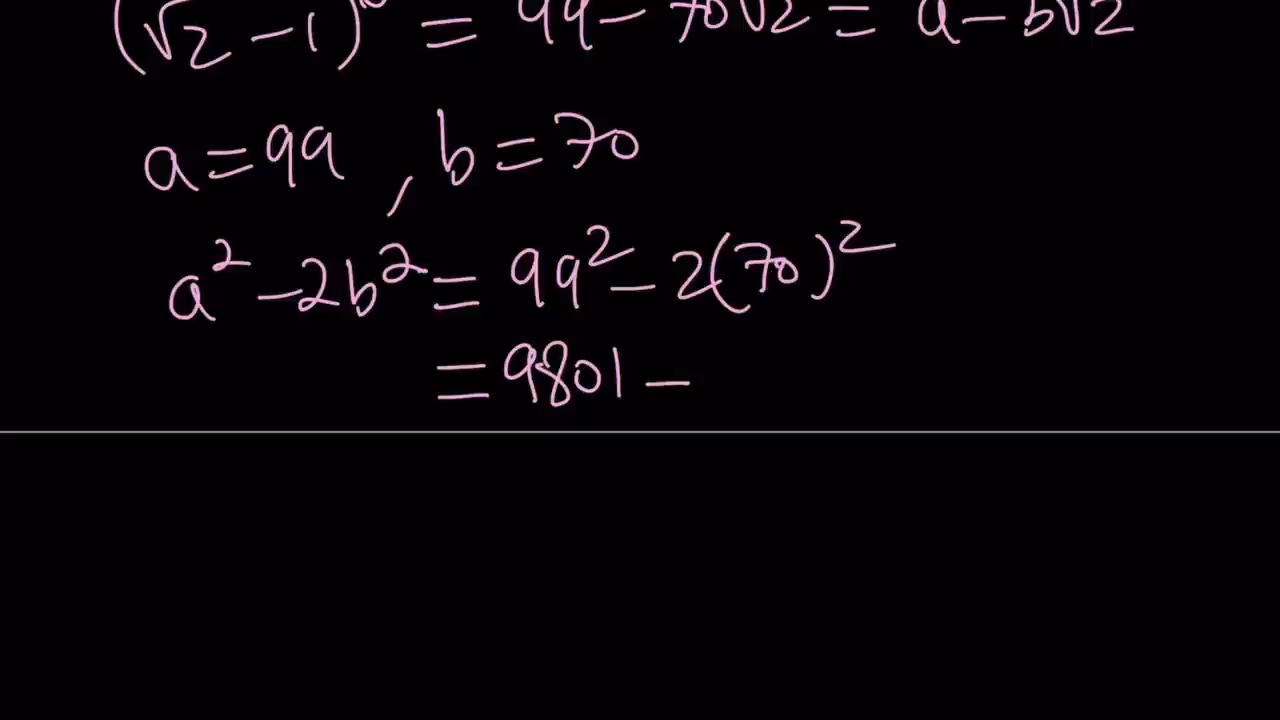 (√2 - 1)⁶ = 99 - 70√2 = a - b√2
a = 99 , b = 70
a² - 2b² = 99² - 2(70)²
= 9801 -